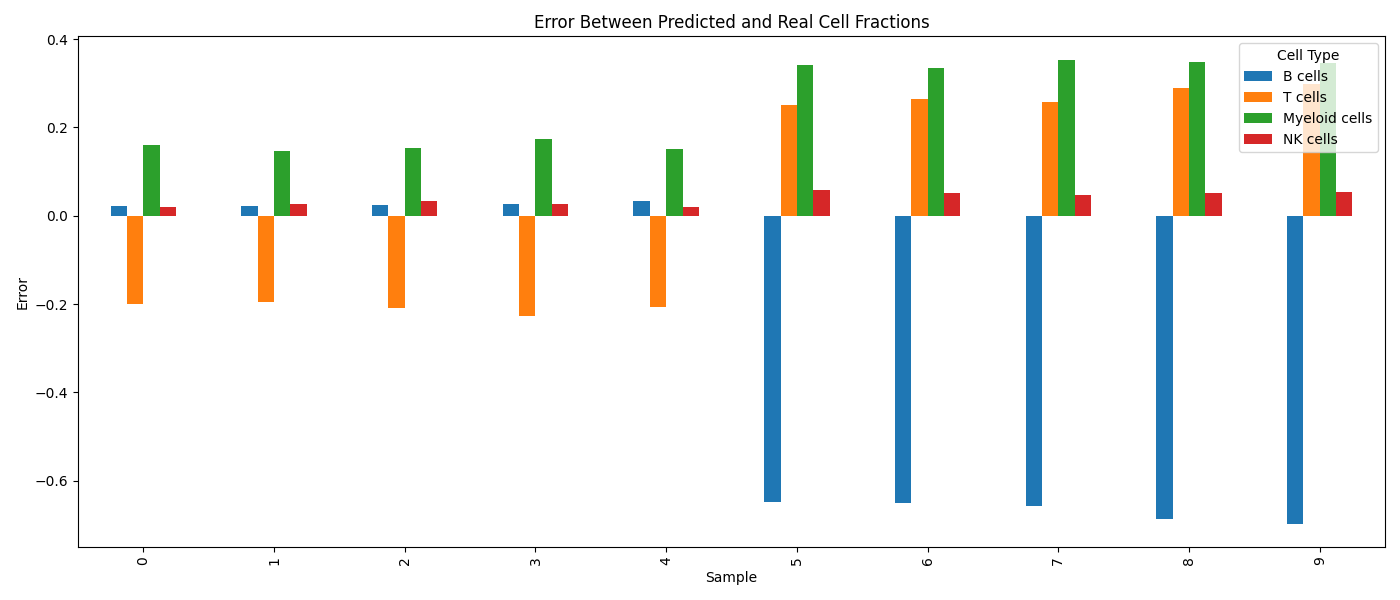 Error Between Predicted and Real Cell Fractions
Error
0.4
0.2
0.0
−0.2
−0.4
−0.6
Cell Type
B cells
T cells
Myeloid cells
NK cells
0 1 2 3 4 5 6 7 8 9
Sample